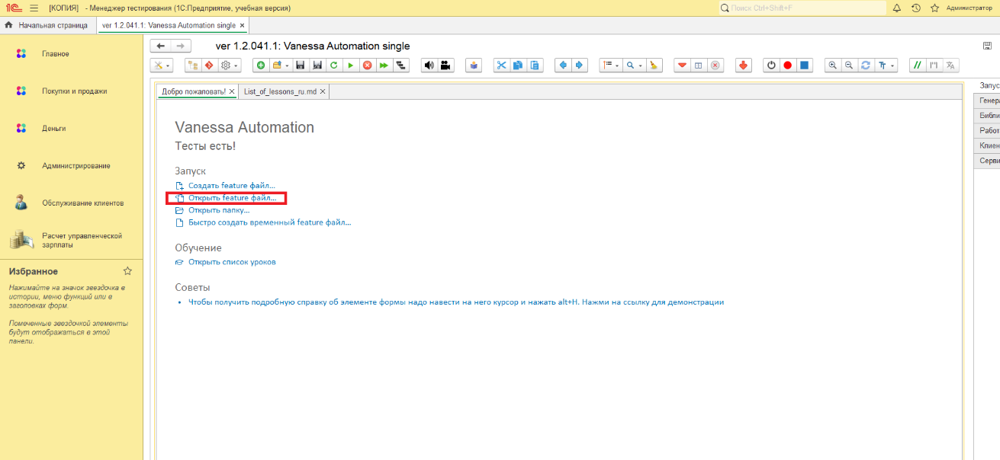 [КОПИЯ] - Менеджер тестирования (1С:Предприятие, учебная версия)
Поиск Ctrl+Shift+F
Администратор
Начальная страница
ver 1.2.041.1: Vanessa Automation single
Главное
Покупки и продажи
Деньги
Администрирование
Обслуживание клиентов
Расчет управленческой
зарплаты
Избранное
Нажимайте на значок звездочка в
истории, меню функций или в
заголовках форм.
Помеченные звездочкой элементы
будут отображаться в этой
панели.
ver 1.2.041.1: Vanessa Automation single
Добро пожаловать!
List_of_lessons_ru.md
Vanessa Automation
Тесты есть!
Запуск
Создать feature файл...
Открыть feature файл...
Открыть папку...
Быстро создать временный feature файл...
Обучение
Открыть список уроков
Советы
• Чтобы получить подробную справку об элементе формы надо навести на него курсор и нажать alt+H. Нажми на ссылку для демонстрации
Запус
Генера
Библи
Работ
Клиен
Серви